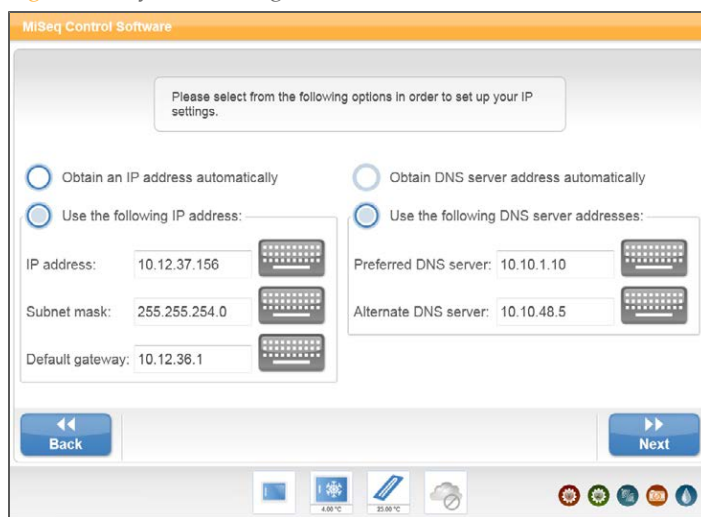 MiSeq Control Software
Please select from the following options in order to set up your IP
settings.
Obtain an IP address automatically
Use the following IP address:
IP address: 10.12.37.156
Subnet mask: 255.255.254.0
Default gateway: 10.12.36.1
Obtain DNS server address automatically
Use the following DNS server addresses:
Preferred DNS server: 10.10.1.10
Alternate DNS server: 10.10.48.5
Back
Next
4.00 °C
23.00 °C